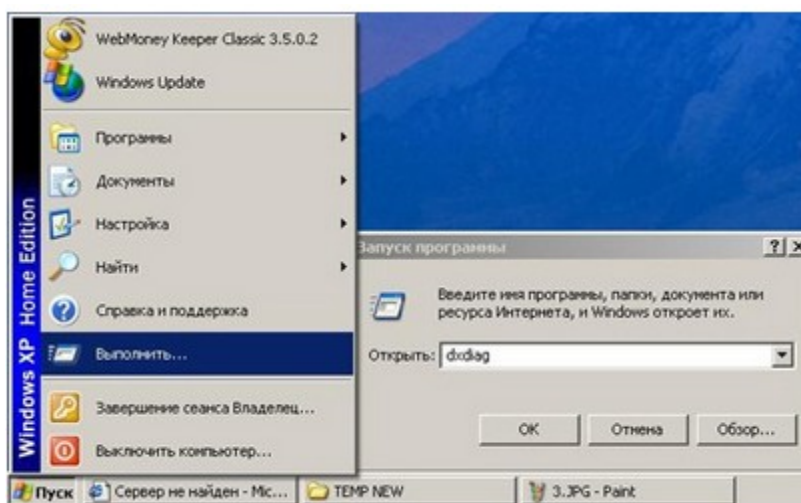 WebMoney Keeper Classic 3.5.0.2
Windows Update
Программы
Документы
Настройка
Найти
Справка и поддержка
Выполнить...
Завершение сеанса Владелец...
Выключить компьютер...
Windows XP Home Edition
Запуск программы
Введите имя программы, папки, документа или
ресурса Интернета, и Windows откроет их.
Открыть: dxdiag
OK Отмена Обзор...
Пуск Сервер не найден - Mic... TEMP NEW 3.JPG - Paint